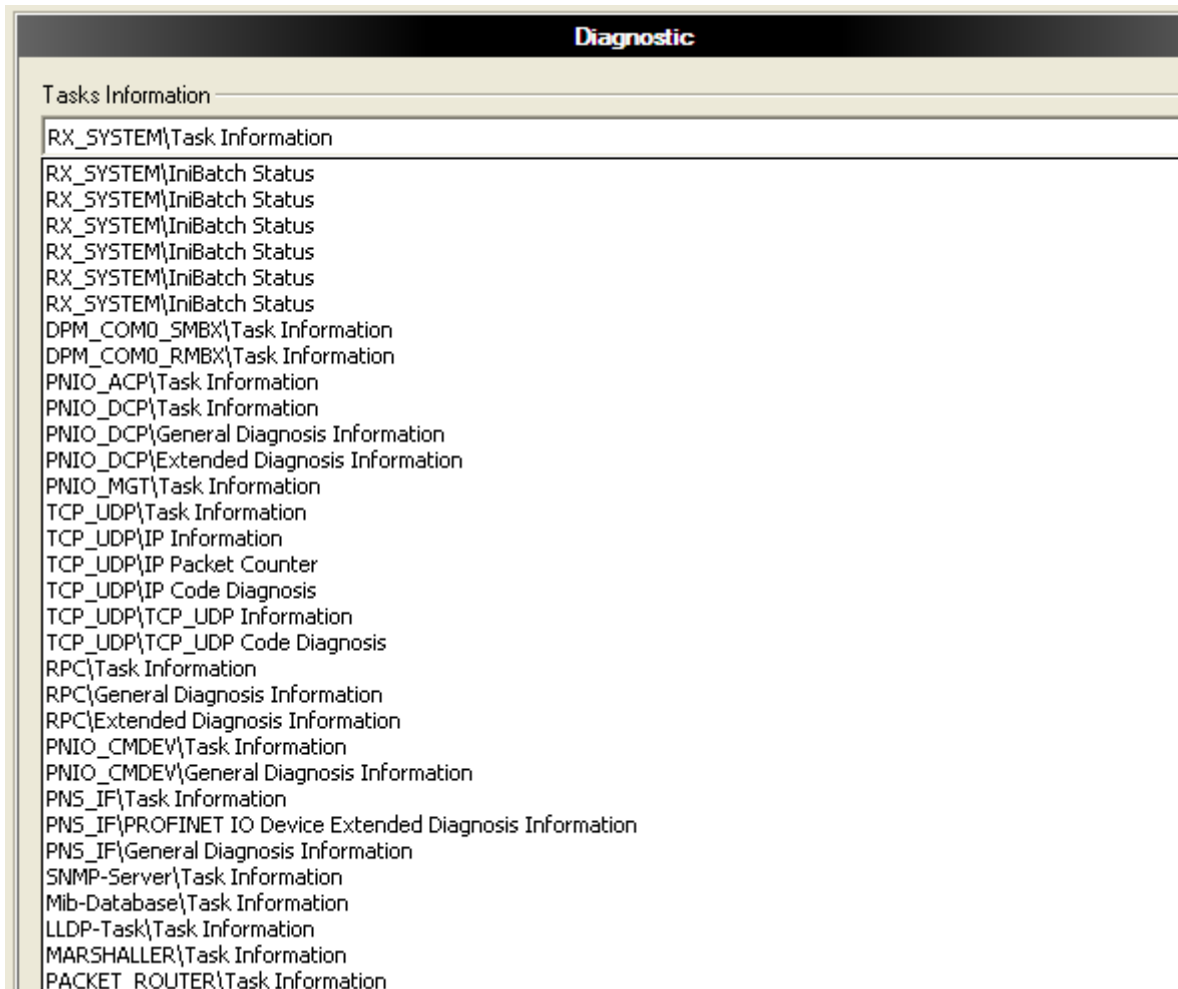 Diagnostic
Tasks Information
RX_SYSTEM\Task Information
RX_SYSTEM\IniBatch Status
RX_SYSTEM\IniBatch Status
RX_SYSTEM\IniBatch Status
RX_SYSTEM\IniBatch Status
RX_SYSTEM\IniBatch Status
RX_SYSTEM\IniBatch Status
DPM_COM0_SMBX\Task Information
DPM_COM0_RMBX\Task Information
PNIO_ACP\Task Information
PNIO_DCP\Task Information
PNIO_DCP\General Diagnosis Information
PNIO_DCP\Extended Diagnosis Information
PNIO_MGT\Task Information
TCP_UDP\Task Information
TCP_UDP\IP Information
TCP_UDP\IP Packet Counter
TCP_UDP\IP Code Diagnosis
TCP_UDP\TCP_UDP Information
TCP_UDP\TCP_UDP Code Diagnosis
RPC\Task Information
RPC\General Diagnosis Information
RPC\Extended Diagnosis Information
PNIO_CMDEV\Task Information
PNIO_CMDEV\General Diagnosis Information
PNS_IF\Task Information
PNS_IF\PROFINET IO Device Extended Diagnosis Information
PNS_IF\General Diagnosis Information
SNMP-Server\Task Information
Mib-Database\Task Information
LLDP-Task\Task Information
MARSHALLER\Task Information
PACKET_ROUTER\Task Information